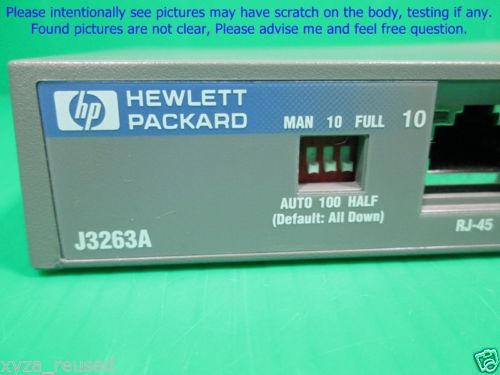 Please intentionally see pictures may have scratch on the body, testing if any.
Found pictures are not clear, Please advise me and feel free question.
hp HEWLETT
PACKARD
MAN 10 FULL 10
AUTO 100 HALF
(Default: All Down)
RJ-45
J3263A
xyza_reused